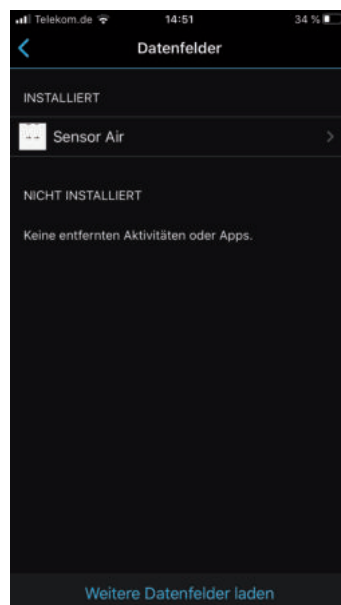 Telekom.de 14:51 34 %
Datenfelder
INSTALLIERT
Sensor Air
NICHT INSTALLIERT
Keine entfernten Aktivitäten oder Apps.
Weitere Datenfelder laden